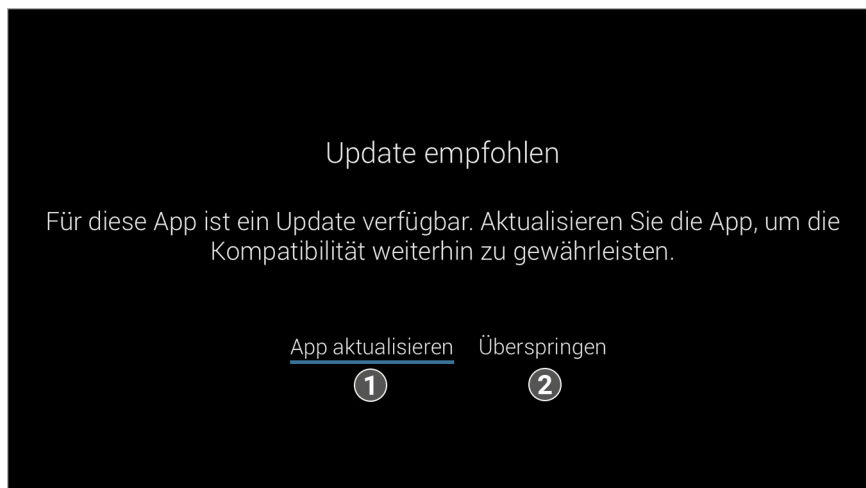 Update empfohlen
Für diese App ist ein Update verfügbar. Aktualisieren Sie die App, um die
Kompatibilität weiterhin zu gewährleisten.
App aktualisieren Überspringen
1 2